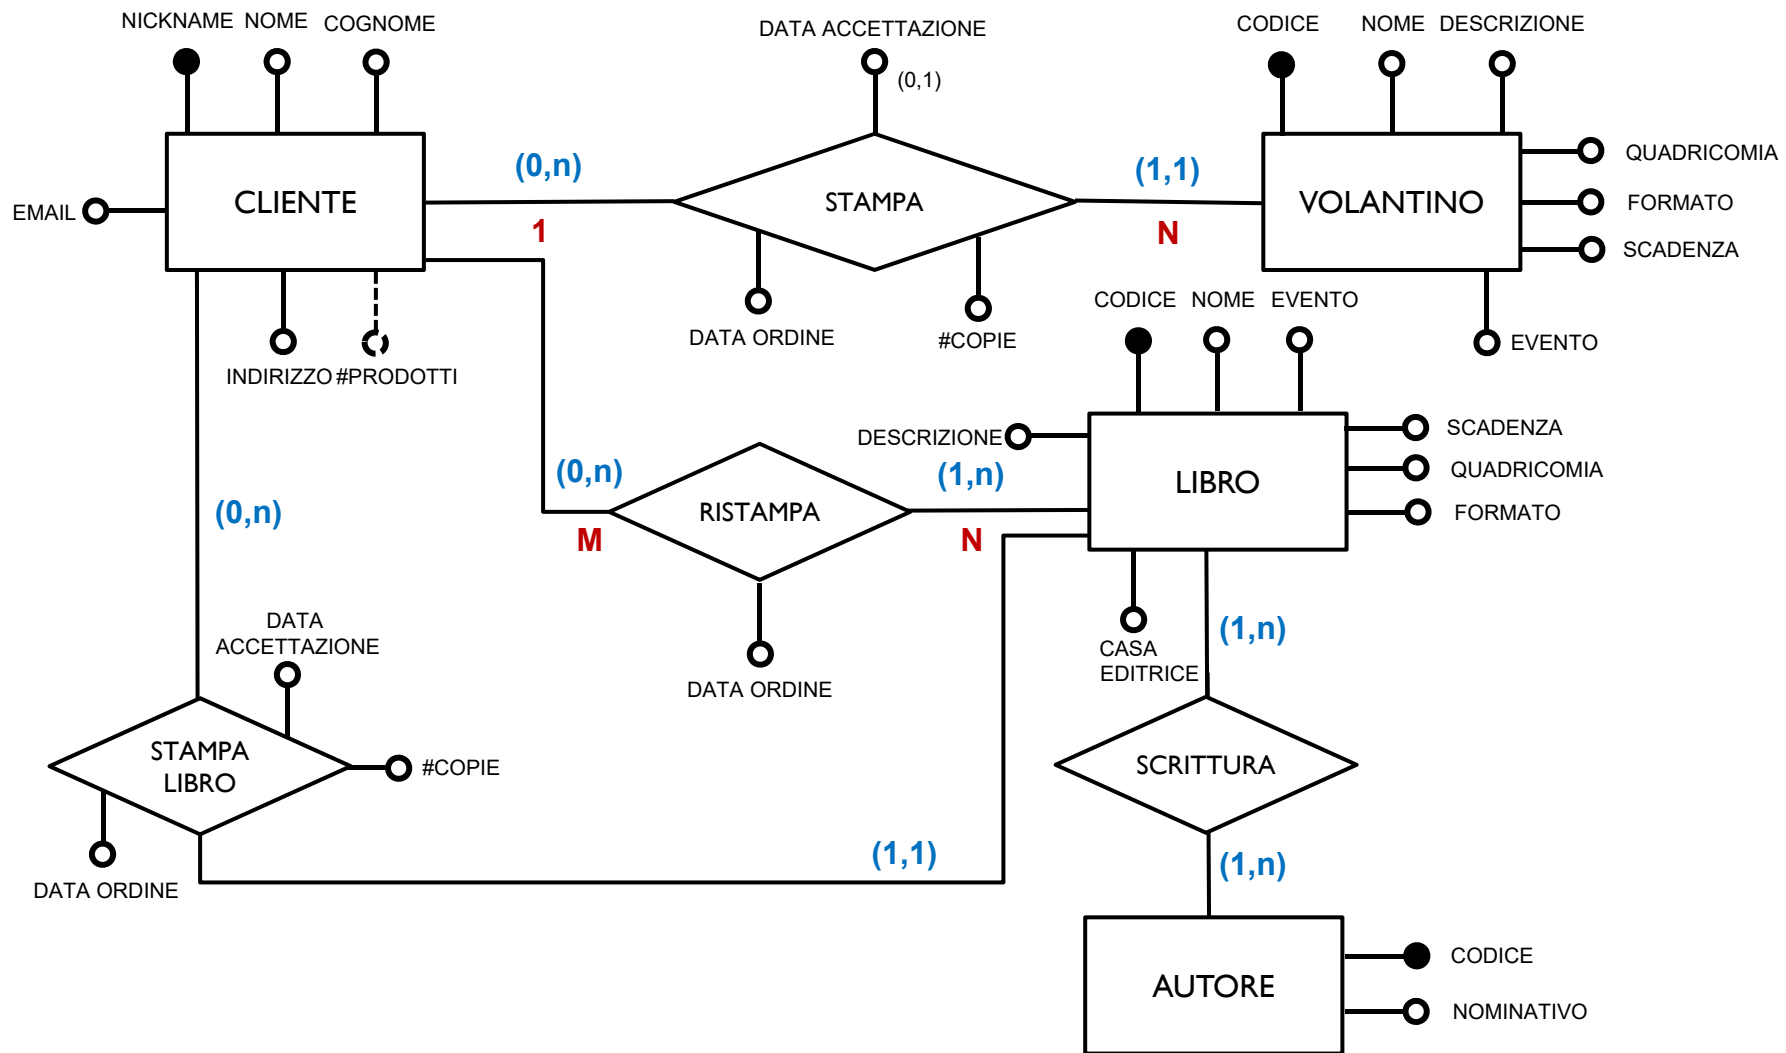 NICKNAME NOME COGNOME
DATA ACCETTAZIONE
(0,1)
CODICE NOME DESCRIZIONE
EMAIL
CLIENTE
(0,n)
1
STAMPA
(1,1)
N
VOLANTINO
QUADRICOMIA
FORMATO
SCADENZA
EVENTO
INDIRIZZO #PRODOTTI
DATA ORDINE
#COPIE
CODICE NOME EVENTO
DESCRIZIONE
LIBRO
SCADENZA
QUADRICOMIA
FORMATO
(0,n)
(0,n)
M
RISTAMPA
(1,n)
N
DATA ORDINE
CASA
EDITRICE
(1,n)
DATA
ACCETTAZIONE
STAMPA
LIBRO
#COPIE
DATA ORDINE
(1,1)
SCRITTURA
(1,n)
AUTORE
CODICE
NOMINATIVO